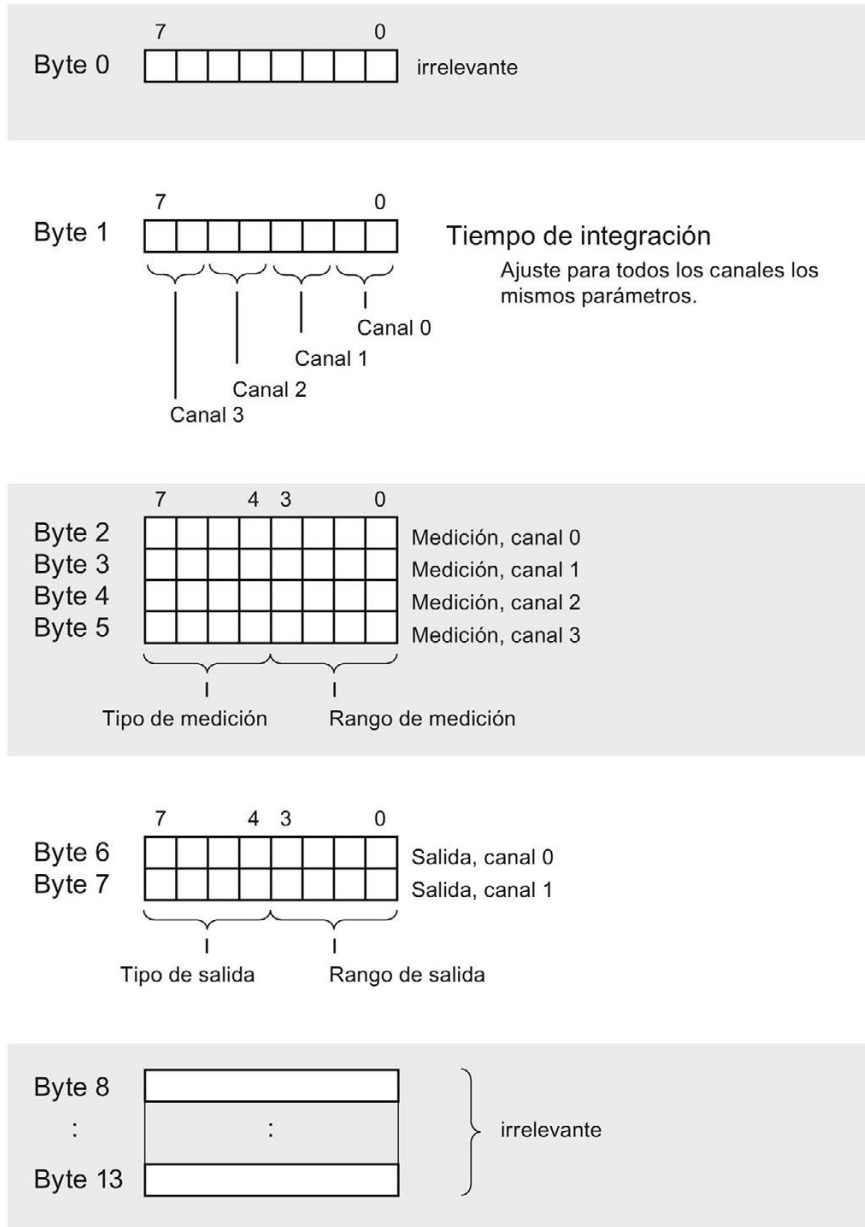 7 0
Byte 0 irrelevante
7 0
Byte 1 Tiempo de integración
Ajuste para todos los canales los
mismos parámetros.
Canal 0
Canal 1
Canal 2
Canal 3
7 4 3 0
Byte 2 Medición, canal 0
Byte 3 Medición, canal 1
Byte 4 Medición, canal 2
Byte 5 Medición, canal 3
Tipo de medición Rango de medición
7 4 3 0
Byte 6 Salida, canal 0
Byte 7 Salida, canal 1
Tipo de salida Rango de salida
Byte 8
: : irrelevante
Byte 13